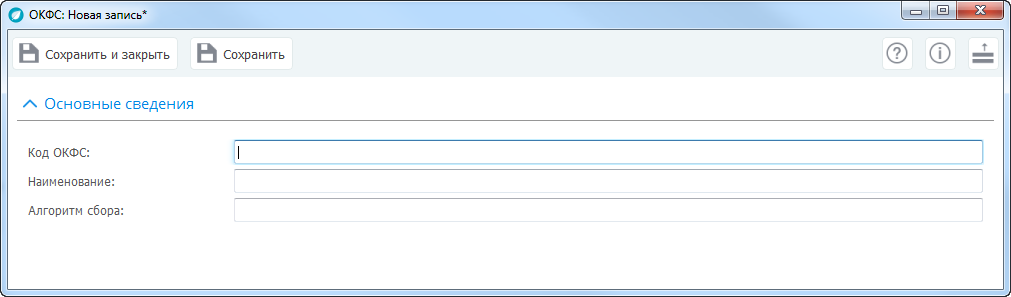 ОКФС: Новая запись*
Сохранить и закрыть Сохранить
Основные сведения
Код ОКФС:
Наименование:
Алгоритм сбора: